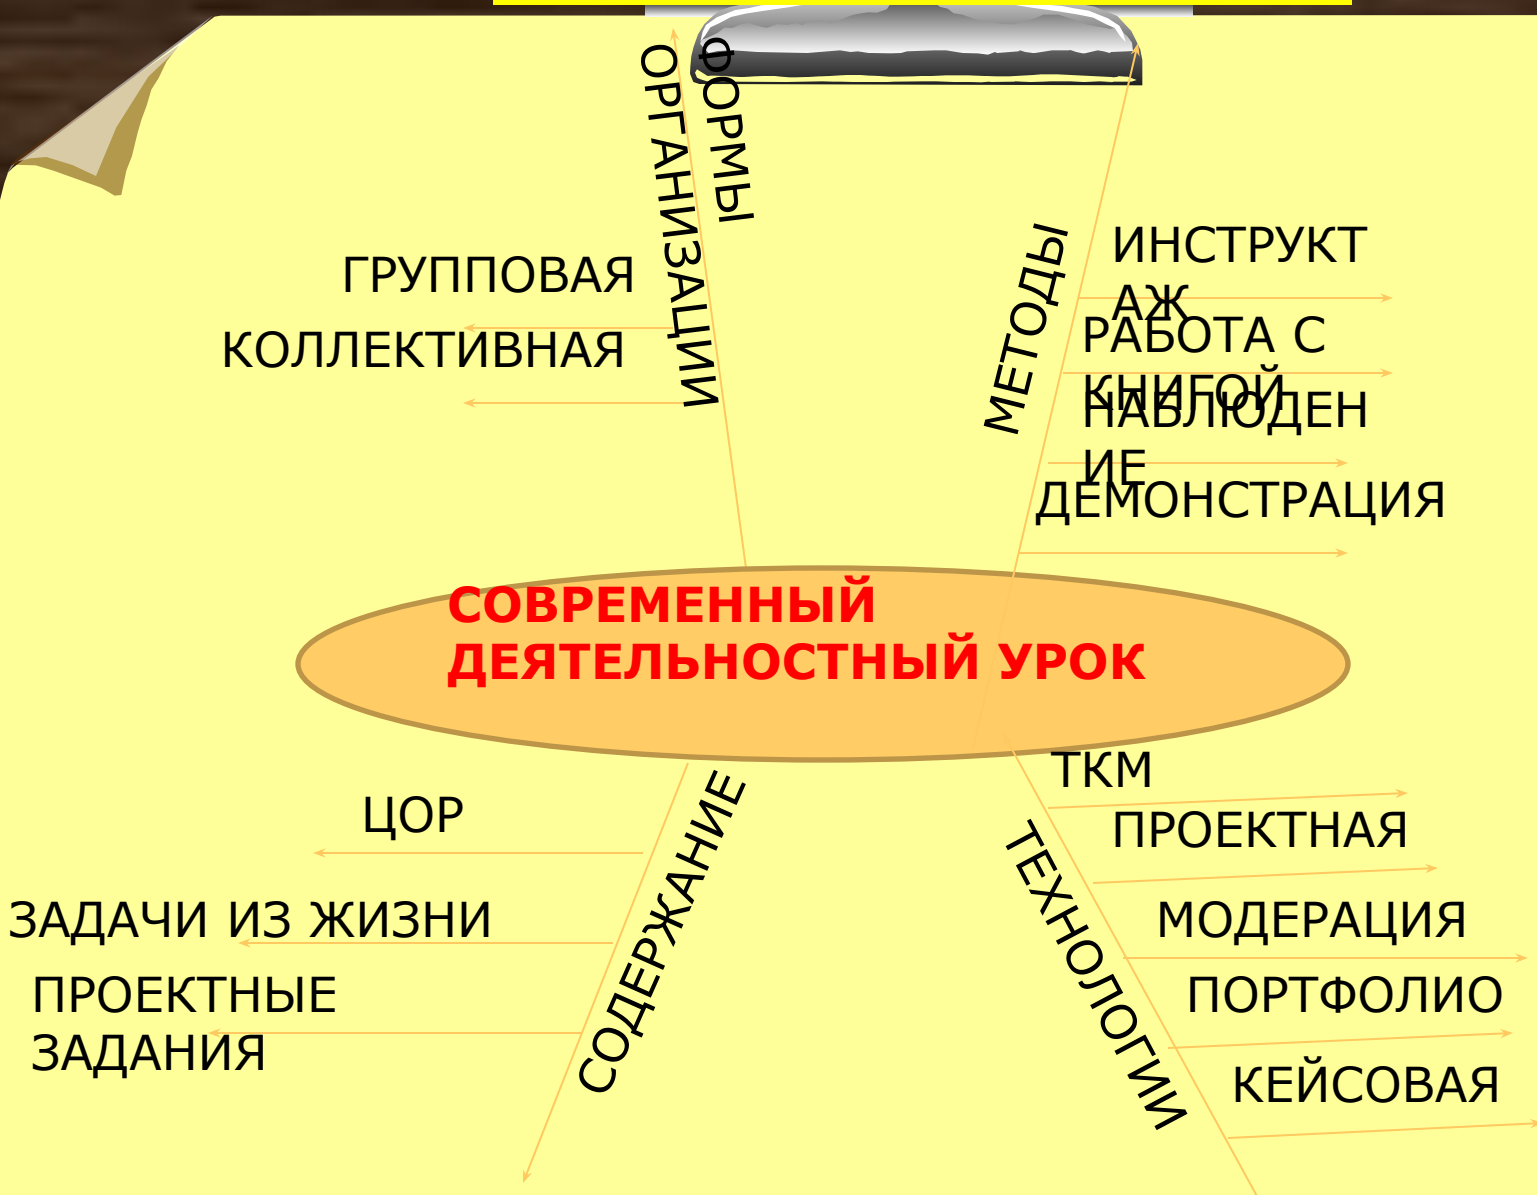 ФОРМЫ
ОРГАНИЗАЦИИ
ГРУППОВАЯ
КОЛЛЕКТИВНАЯ
МЕТОДЫ
ИНСТРУКТ
АЖ
РАБОТА С
КНИГОЙ
НАБЛЮДЕН
ИЕ
ДЕМОНСТРАЦИЯ
СОВРЕМЕННЫЙ
ДЕЯТЕЛЬНОСТНЫЙ УРОК
ЦОР
ЗАДАЧИ ИЗ ЖИЗНИ
ПРОЕКТНЫЕ
ЗАДАНИЯ
СОДЕРЖАНИЕ
ТЕХНОЛОГИИ
ТКМ
ПРОЕКТНАЯ
МОДЕРАЦИЯ
ПОРТФОЛИО
КЕЙСОВАЯ